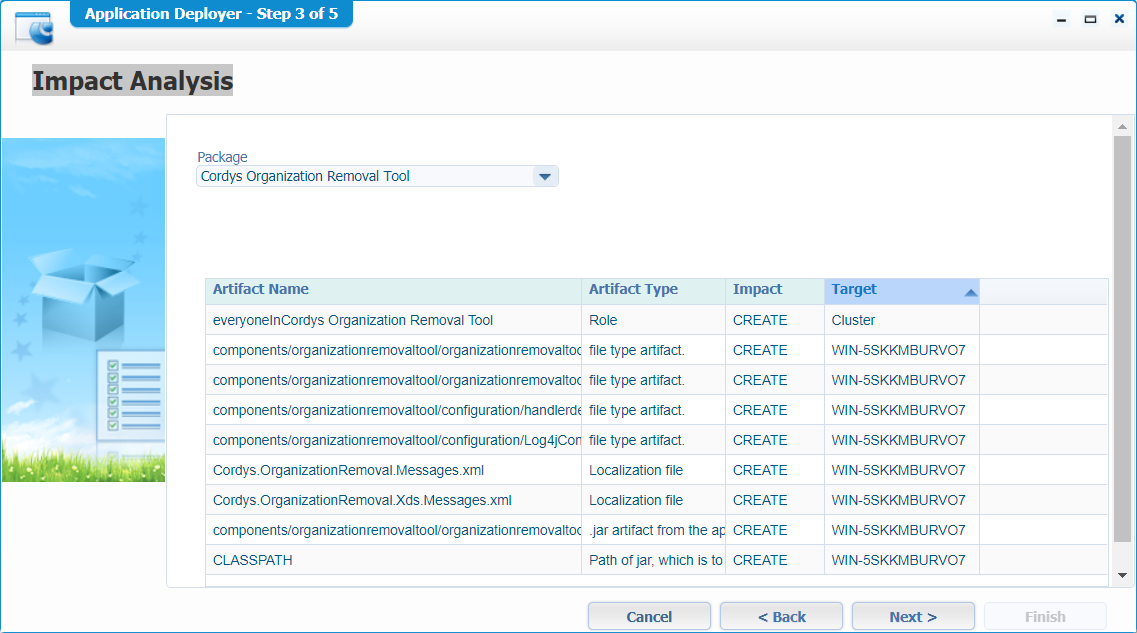 Application Deployer - Step 3 of 5
Impact Analysis
Package
Cordys Organization Removal Tool
Artifact Name Artifact Type Impact Target
everyoneInCordys Organization Removal Tool Role CREATE Cluster
components/organizationremovaltool/organizationremovaltoo file type artifact. CREATE WIN-5SKKMBURVO7
components/organizationremovaltool/organizationremovaltoo file type artifact. CREATE WIN-5SKKMBURVO7
components/organizationremovaltool/configuration/handlerde file type artifact. CREATE WIN-5SKKMBURVO7
components/organizationremovaltool/configuration/Log4jCon file type artifact. CREATE WIN-5SKKMBURVO7
Cordys.OrganizationRemoval.Messages.xml Localization file CREATE WIN-5SKKMBURVO7
Cordys.OrganizationRemoval.Xds.Messages.xml Localization file CREATE WIN-5SKKMBURVO7
components/organizationremovaltool/organizationremovaltoo .jar artifact from the ap CREATE WIN-5SKKMBURVO7
CLASSPATH Path of jar, which is to CREATE WIN-5SKKMBURVO7
Cancel < Back Next > Finish